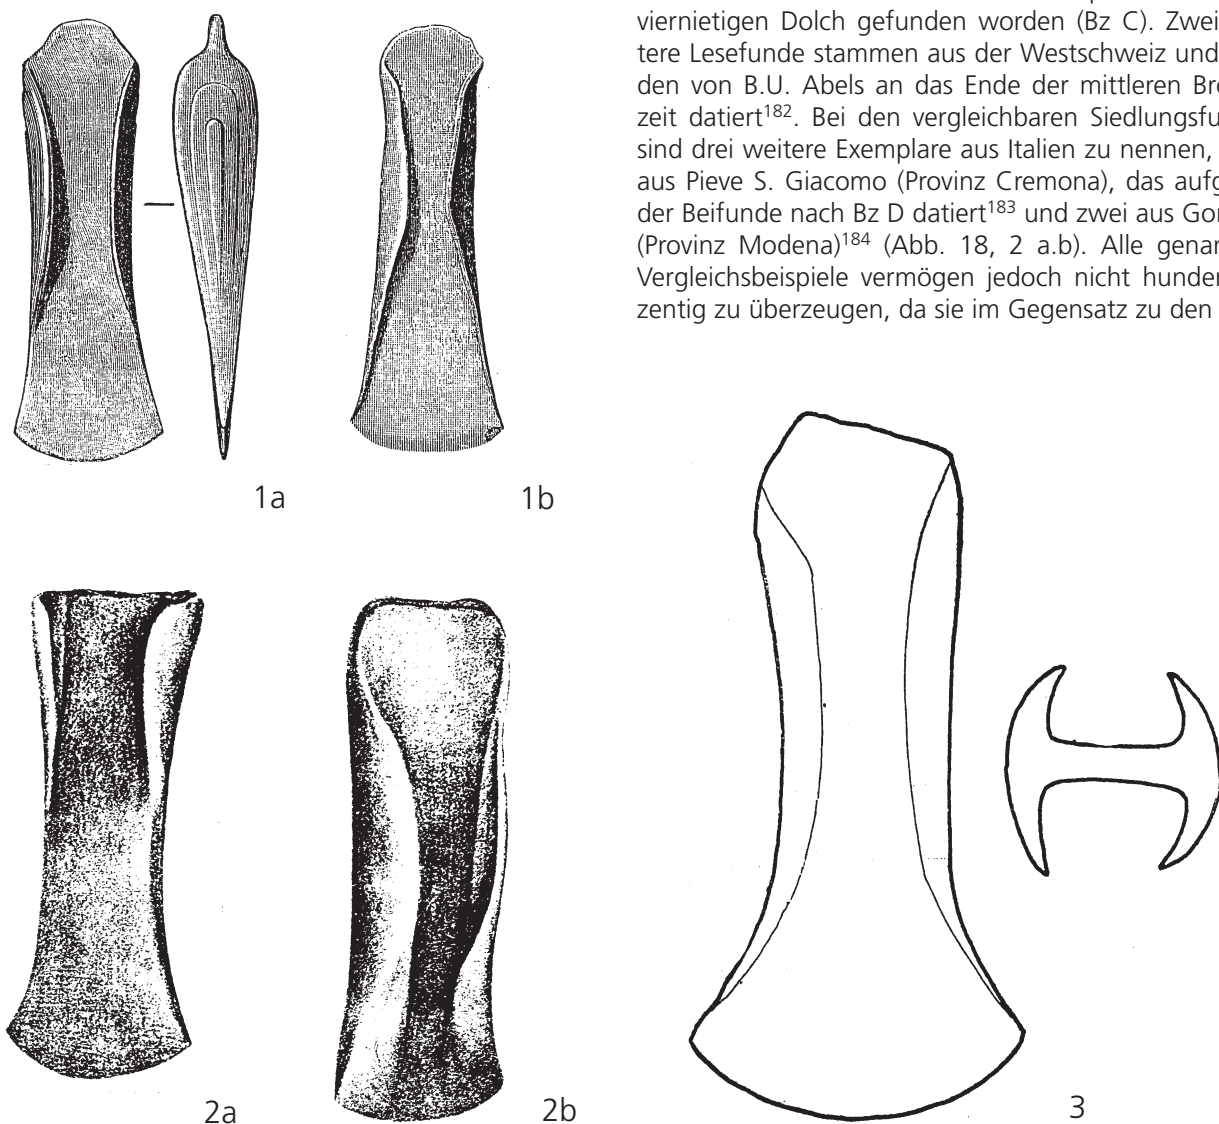 viernietigen Dolch gefunden worden (Bz C). Zwei
tere Lesefunde stammen aus der Westschweiz und
den von B.U. Abels an das Ende der mittleren Bro
zeit datiert¹⁸². Bei den vergleichbaren Siedlungsfu
sind drei weitere Exemplare aus Italien zu nennen,
aus Pieve S. Giacomo (Provinz Cremona), das aufg
der Beifunde nach Bz D datiert¹⁸³ und zwei aus Gor
(Provinz Modena)¹⁸⁴ (Abb. 18, 2 a.b). Alle genan
Vergleichsbeispiele vermögen jedoch nicht hunder
zentig zu überzeugen, da sie im Gegensatz zu den
1a
1b
2a
2b
3